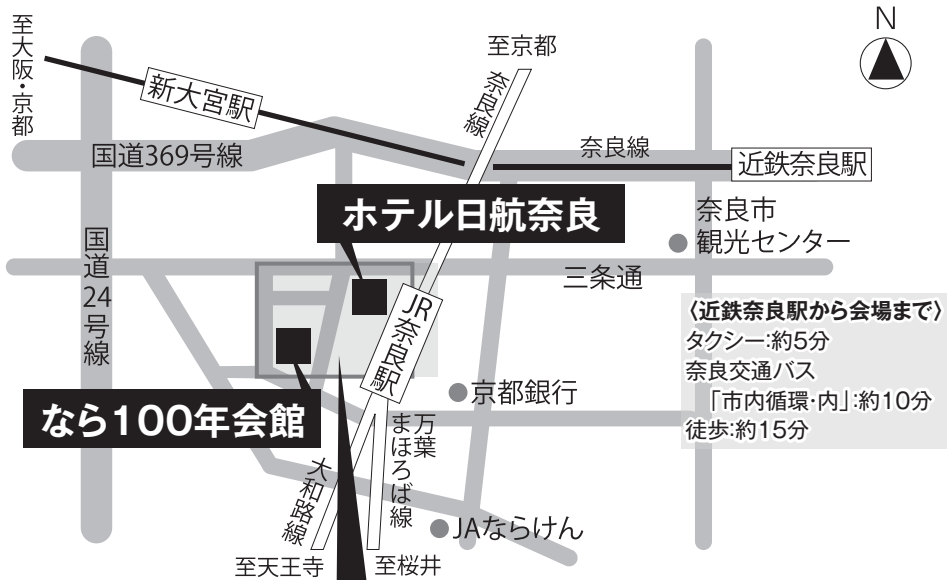 至大阪・京都
新大宮駅
至京都
奈良線
N
国道369号線
奈良線
近鉄奈良駅
ホテル日航奈良
奈良市
観光センター
国道24号線
三条通
JR奈良駅
〈近鉄奈良駅から会場まで〉
タクシー:約5分
奈良交通バス
「市内循環・内」:約10分
徒歩:約15分
京都銀行
なら100年会館
万葉
まほろば線
大和路線
JAならけん
至天王寺
至桜井